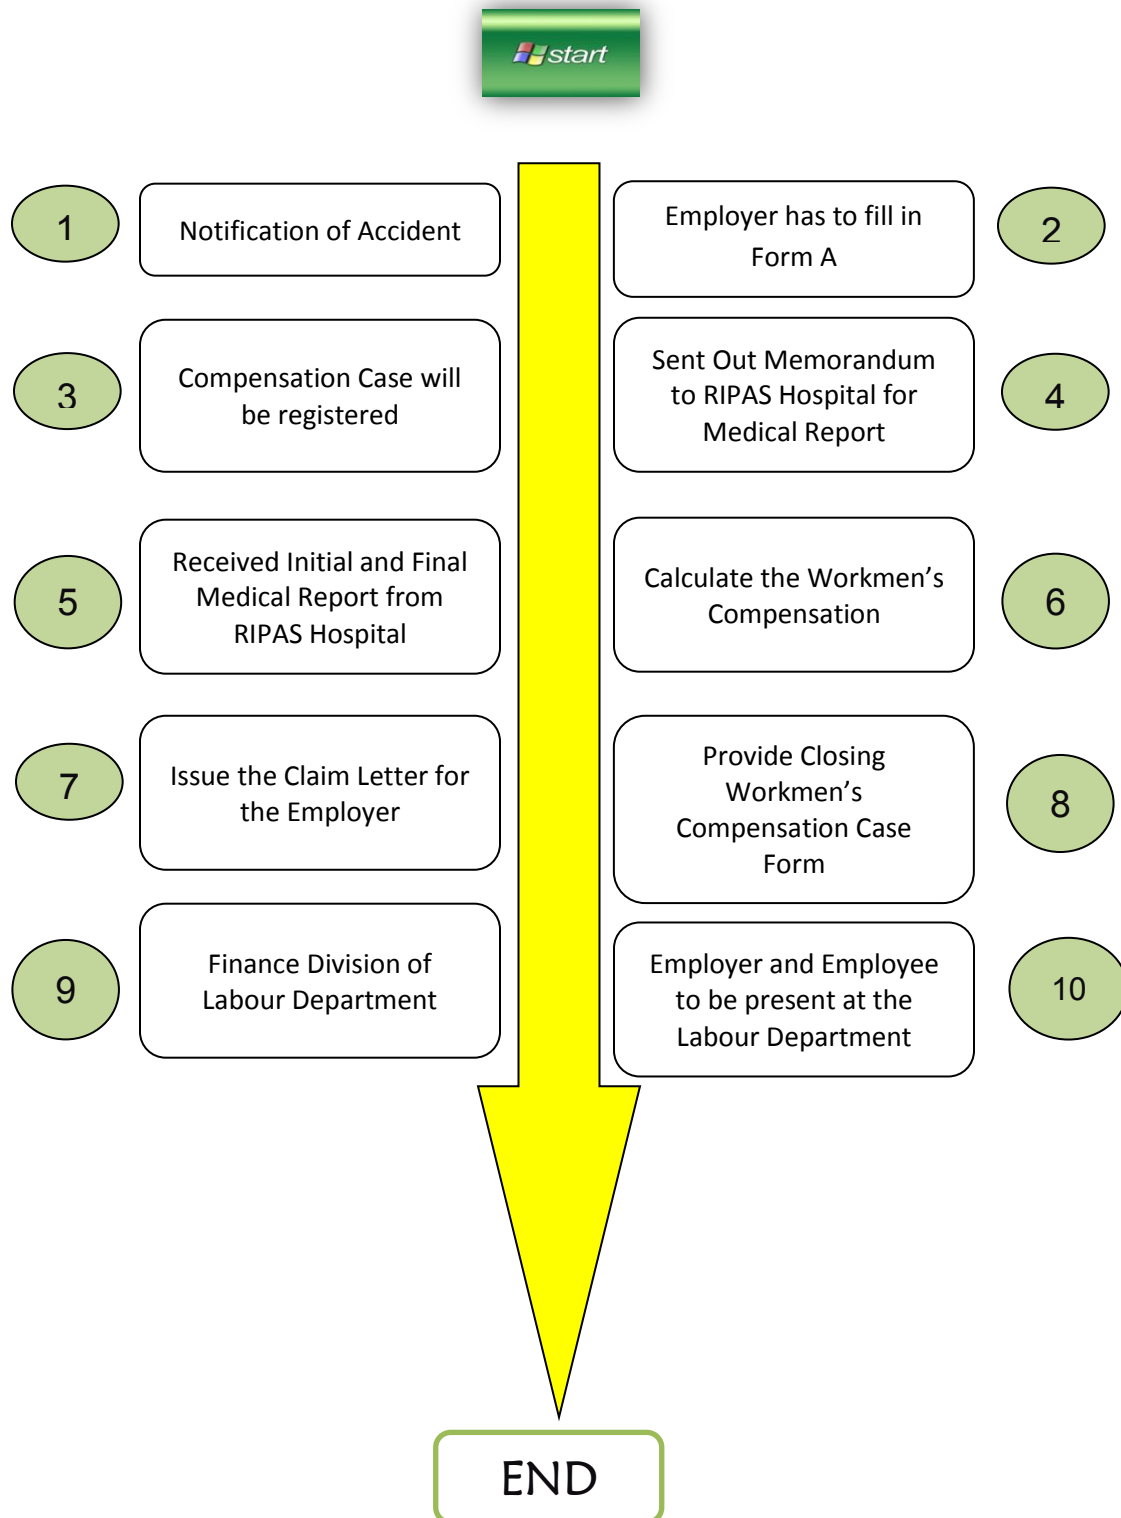 start
1
Notification of Accident
Employer has to fill in
Form A
2
3
Compensation Case will
be registered
Sent Out Memorandum
to RIPAS Hospital for
Medical Report
4
5
Received Initial and Final
Medical Report from
RIPAS Hospital
Calculate the Workmen’s
Compensation
6
7
Issue the Claim Letter for
the Employer
Provide Closing
Workmen’s
Compensation Case
Form
8
9
Finance Division of
Labour Department
Employer and Employee
to be present at the
Labour Department
10
END